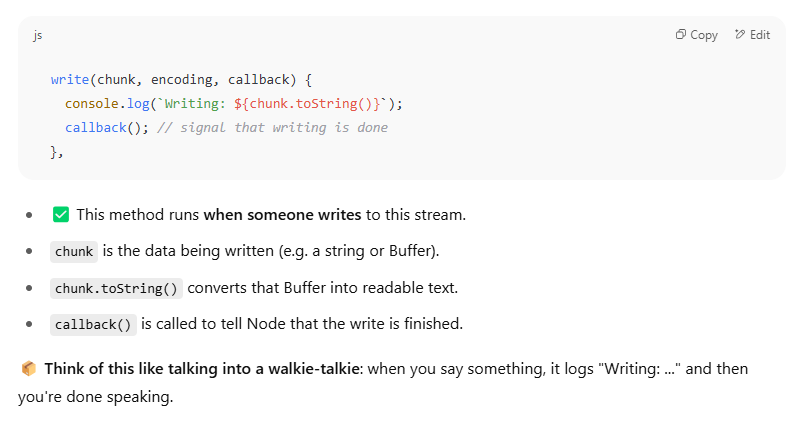 js
Copy
Edit
write(chunk, encoding, callback) {
console.log(`Writing: ${chunk.toString()}`);
callback(); // signal that writing is done
},
✅ This method runs when someone writes to this stream.
chunk is the data being written (e.g. a string or Buffer).
chunk.toString() converts that Buffer into readable text.
callback() is called to tell Node that the write is finished.
📦 Think of this like talking into a walkie-talkie: when you say something, it logs "Writing: ..." and then
you're done speaking.